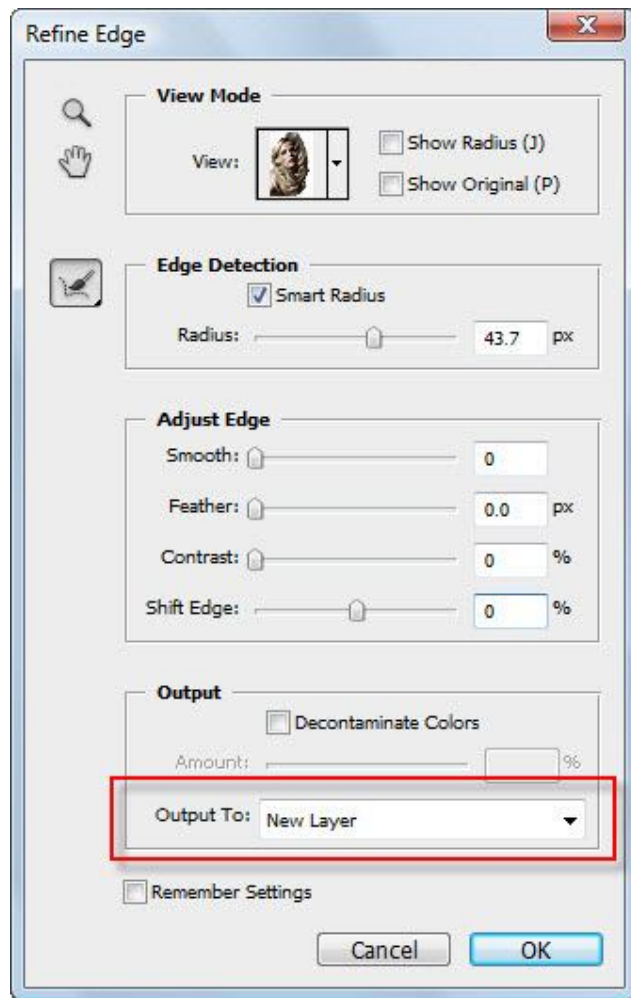 Refine Edge
View Mode
View:
Show Radius (J)
Show Original (P)
Edge Detection
Smart Radius
Radius: 43.7 px
Adjust Edge
Smooth: 0
Feather: 0.0 px
Contrast: 0 %
Shift Edge: 0 %
Output
Decontaminate Colors
Amount: %
Output To: New Layer
Remember Settings
Cancel OK